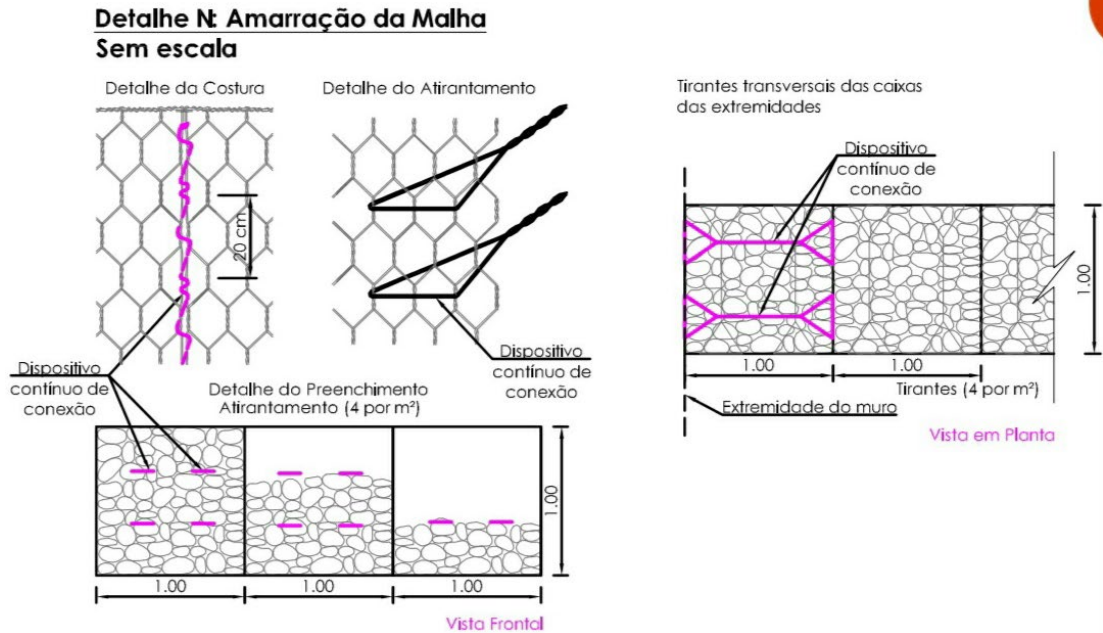 Detalhe N: Amarração da Malha
Sem escala
Detalhe da Costura
20 cm
Detalhe do Atirantamento
Dispositivo
contínuo de
conexão
Dispositivo
contínuo de
conexão
Detalhe do Preenchimento
Atirantamento (4 por m²)
1.00
1.00
1.00
1.00
Vista Frontal
Tirantes transversais das caixas
das extremidades
Dispositivo
contínuo de
conexão
1.00
1.00
1.00
Tirantes (4 por m²)
Extremidade do muro
Vista em Planta